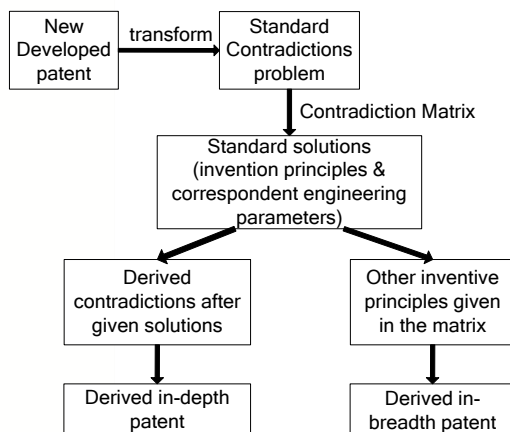 New
Developed
patent
transform
Standard
Contradictions
problem
Contradiction Matrix
Standard solutions
(invention principles &
correspondent engineering
parameters)
Derived
contradictions after
given solutions
Other inventive
principles given
in the matrix
Derived in-depth
patent
Derived in-
breadth patent